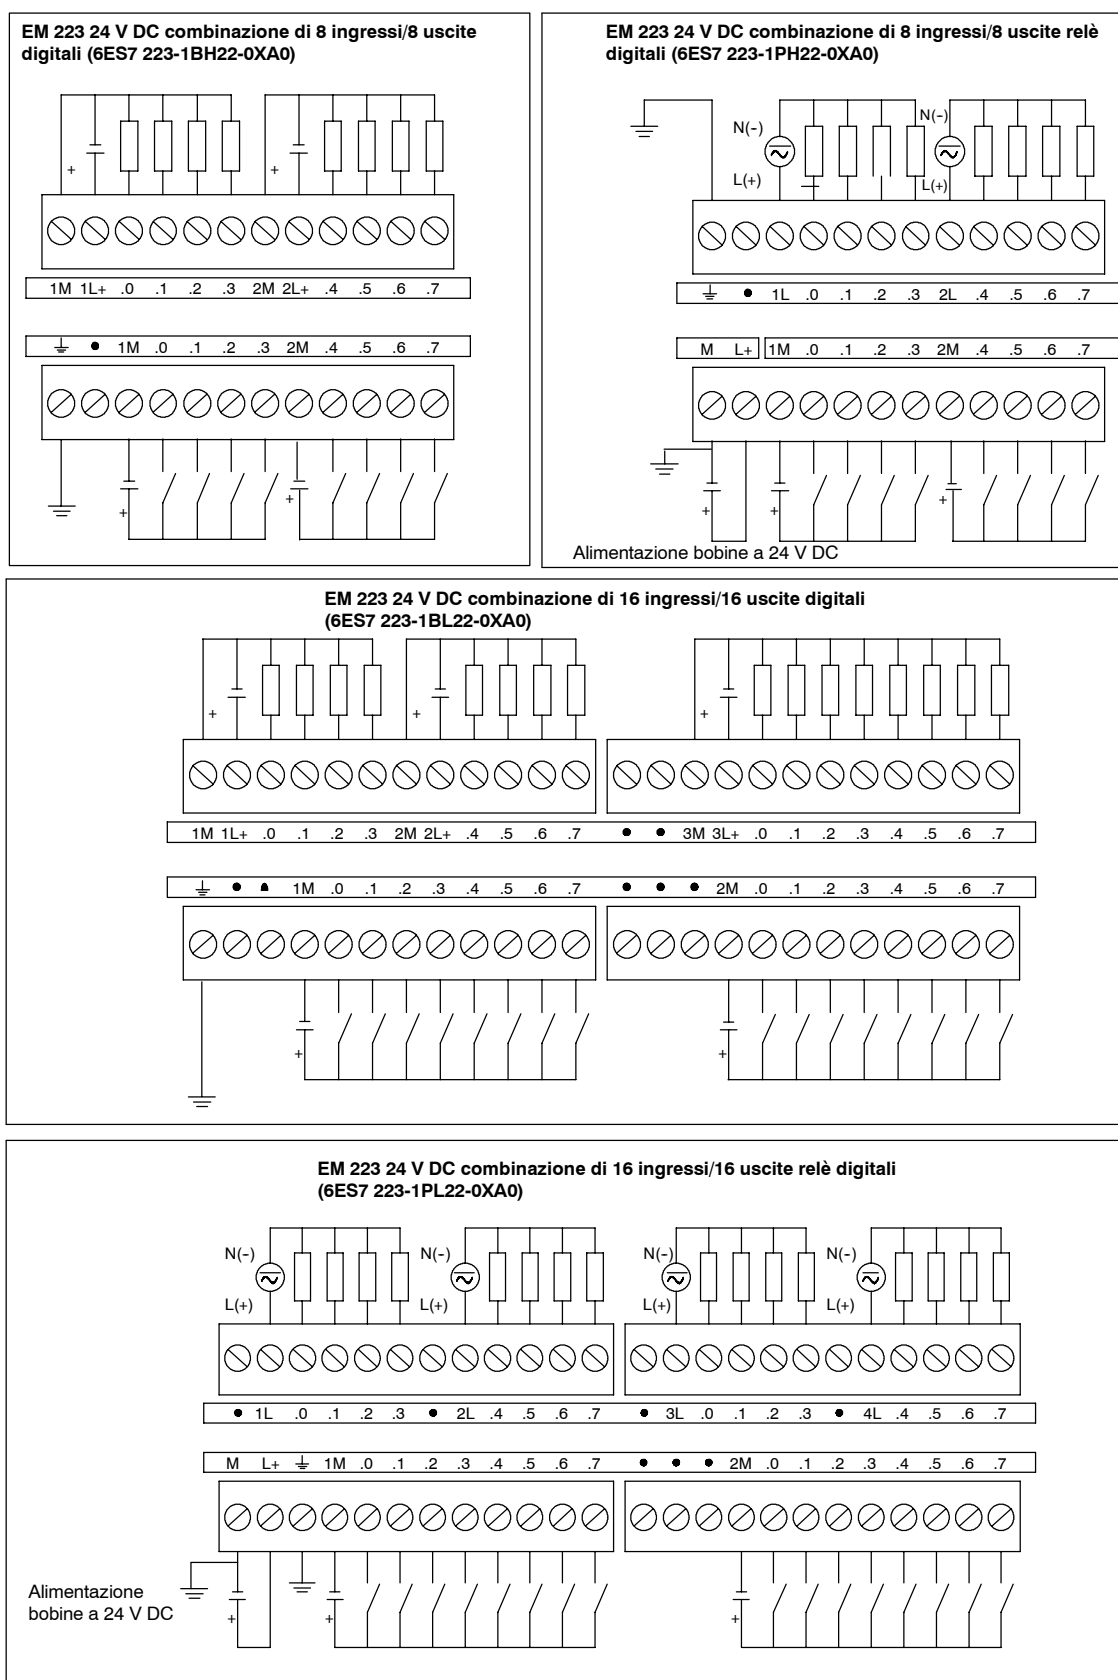 EM 223 24 V DC combinazione di 8 ingressi/8 uscite
digitali (6ES7 223-1BH22-0XA0)
+ +
1M 1L+ .0 .1 .2 .3 2M 2L+ .4 .5 .6 .7
1M .0 .1 .2 .3 2M .4 .5 .6 .7
+ +
EM 223 24 V DC combinazione di 8 ingressi/8 uscite relè
digitali (6ES7 223-1PH22-0XA0)
N(-) N(-)
L(+) L(+)
1L .0 .1 .2 .3 2L .4 .5 .6 .7
M L+ 1M .0 .1 .2 .3 2M .4 .5 .6 .7
+ + +
Alimentazione bobine a 24 V DC
EM 223 24 V DC combinazione di 16 ingressi/16 uscite digitali
(6ES7 223-1BL22-0XA0)
+ + +
1M 1L+ .0 .1 .2 .3 2M 2L+ .4 .5 .6 .7 3M 3L+ .0 .1 .2 .3 .4 .5 .6 .7
1M .0 .1 .2 .3 .4 .5 .6 .7 2M .0 .1 .2 .3 .4 .5 .6 .7
+ +
EM 223 24 V DC combinazione di 16 ingressi/16 uscite relè digitali
(6ES7 223-1PL22-0XA0)
N(-) N(-) N(-) N(-)
L(+) L(+) L(+) L(+)
1L .0 .1 .2 .3 2L .4 .5 .6 .7 3L .0 .1 .2 .3 4L .4 .5 .6 .7
M L+ 1M .0 .1 .2 .3 .4 .5 .6 .7 2M .0 .1 .2 .3 .4 .5 .6 .7
Alimentazione
bobine a 24 V DC
+ + +